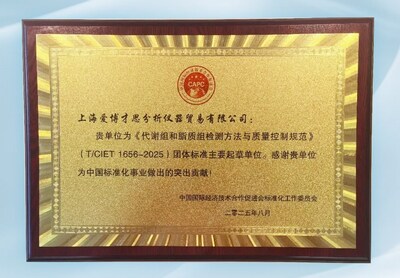 CAPC
上海爱博才思分析仪器贸易有限公司：
贵单位为《代谢组和脂质组检测方法与质量控制规范》
（T/CIET 1656-2025）团体标准主要起草单位。感谢贵单位
为中国标准化事业做出的突出贡献！
中国国际经济技术合作促进会标准化工作委员会
二〇二五年八月